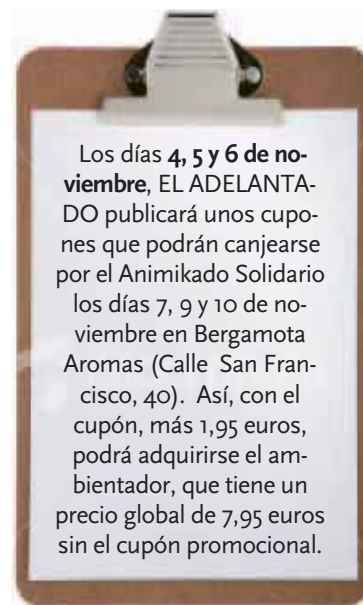 Los días 4, 5 y 6 de no-
viembre, EL ADELANTA-
DO publicará unos cupo-
nes que podrán canjearse
por el Animikado Solidario
los días 7, 9 y 10 de no-
viembre en Bergamota
Aromas (Calle San Fran-
cisco, 40). Así, con el
cupón, más 1,95 euros,
podrá adquirirse el am-
bientador, que tiene un
precio global de 7,95 euros
sin el cupón promocional.